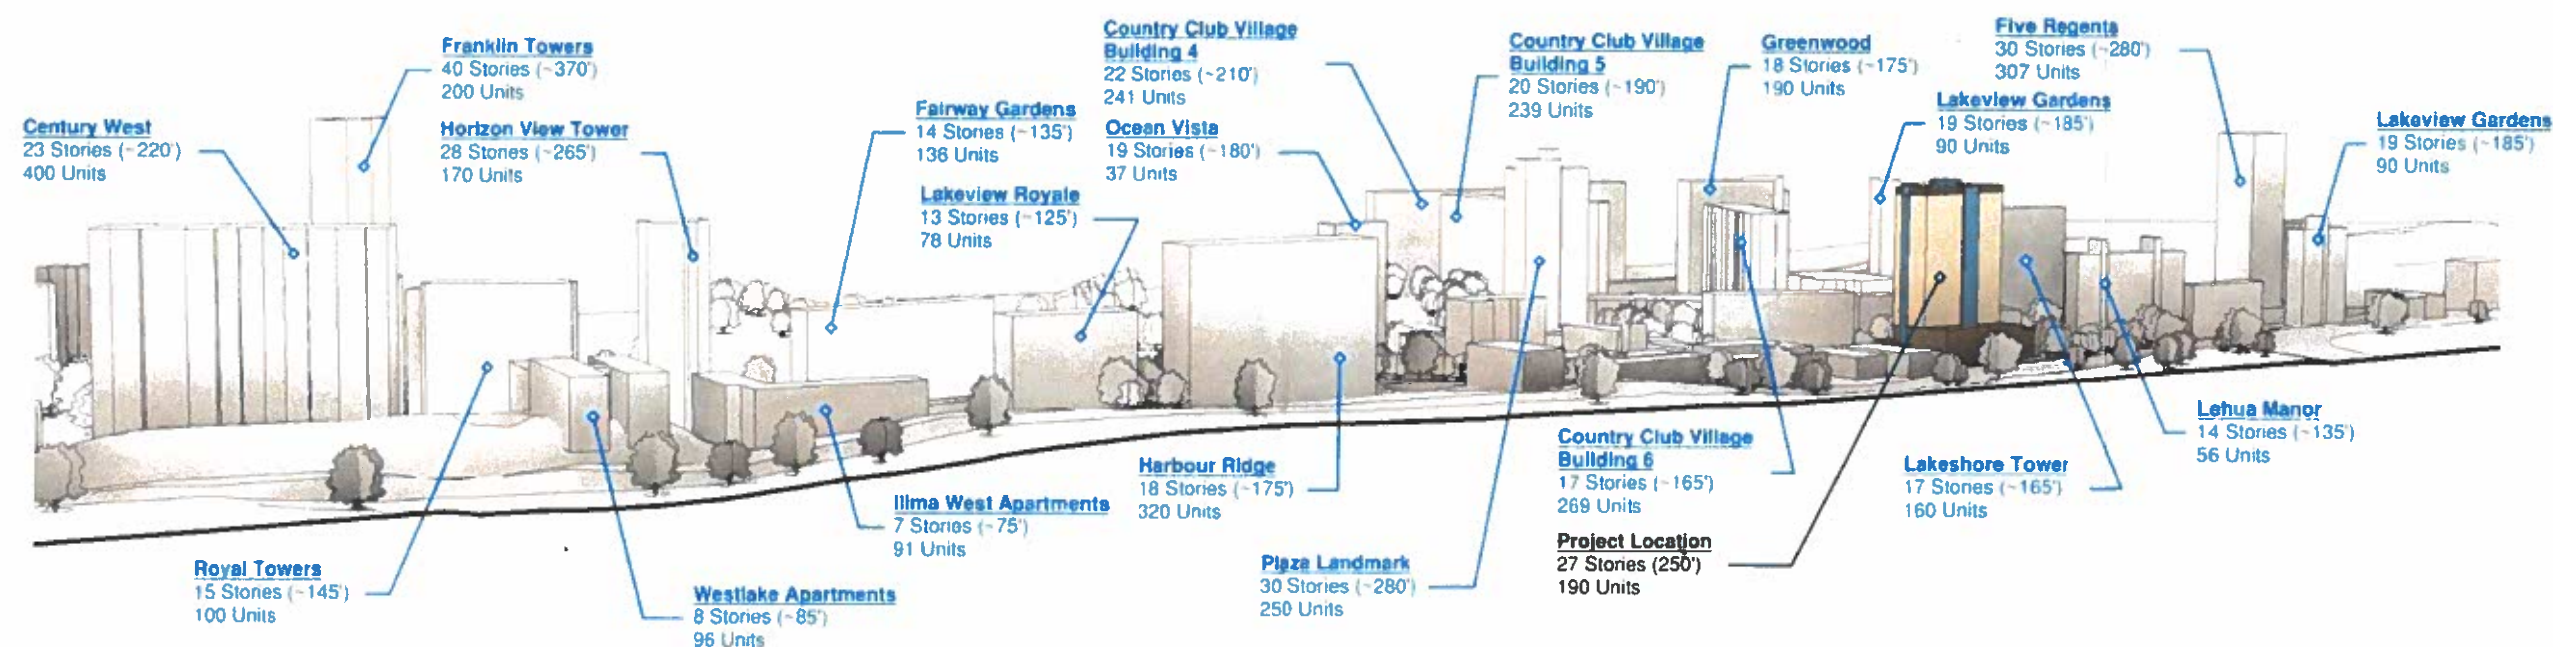 Franklin Towers
40 Stories (~370')
200 Units
Century West
23 Stories (~220')
400 Units
Horizon View Tower
28 Stories (~265')
170 Units
Fairway Gardens
14 Stories (~135')
136 Units
Lakeview Royale
13 Stories (~125')
78 Units
Country Club Village
Building 4
22 Stories (~210')
241 Units
Ocean Vista
19 Stories (~180')
37 Units
Country Club Village
Building 5
20 Stories (~190')
239 Units
Greenwood
18 Stories (~175')
190 Units
Five Regents
30 Stories (~280')
307 Units
Lakeview Gardens
19 Stories (~185')
90 Units
Lakeview Gardens
19 Stories (~185')
90 Units
Royal Towers
15 Stories (~145')
100 Units
Westlake Apartments
8 Stories (~85')
96 Units
Ilima West Apartments
7 Stories (~75')
91 Units
Harbour Ridge
18 Stories (~175')
320 Units
Plaza Landmark
30 Stories (~280')
250 Units
Country Club Village
Building 6
17 Stories (~165')
269 Units
Project Location
27 Stories (250')
190 Units
Lakeshore Tower
17 Stories (~165')
160 Units
Lehua Manor
14 Stories (~135')
56 Units